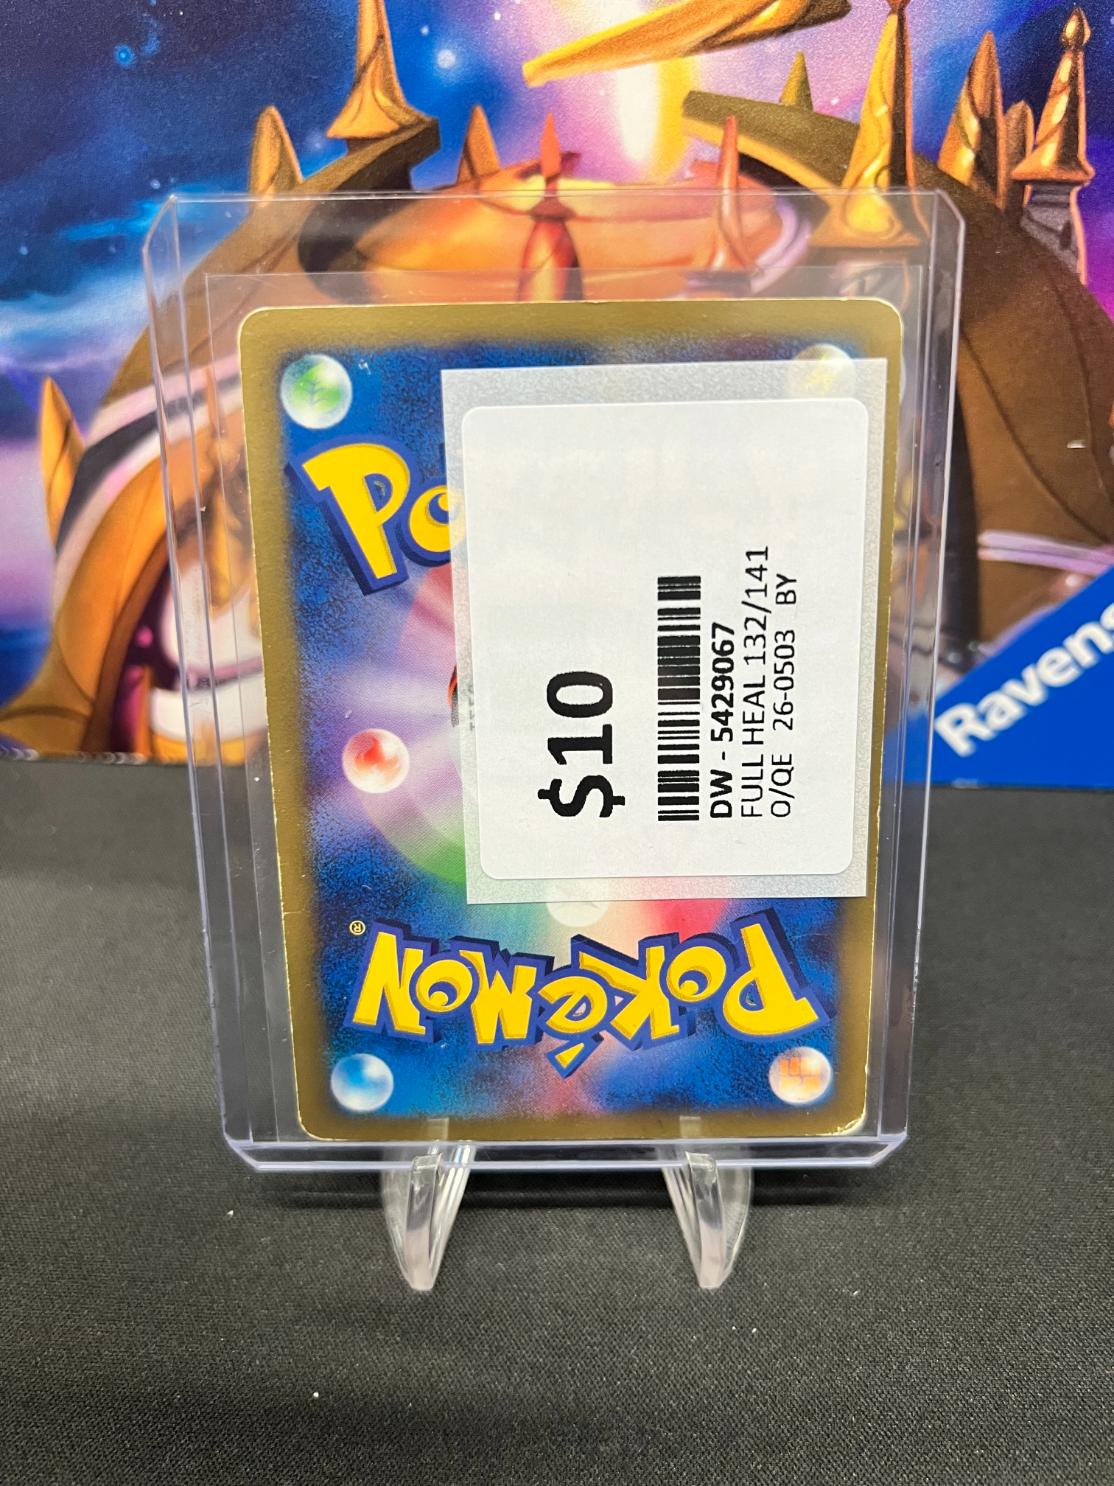 Po
$10
DW - 5429067
FULL HEAL 132/141
O/QE 26-0503 BY
POKéMON
®
Ravens